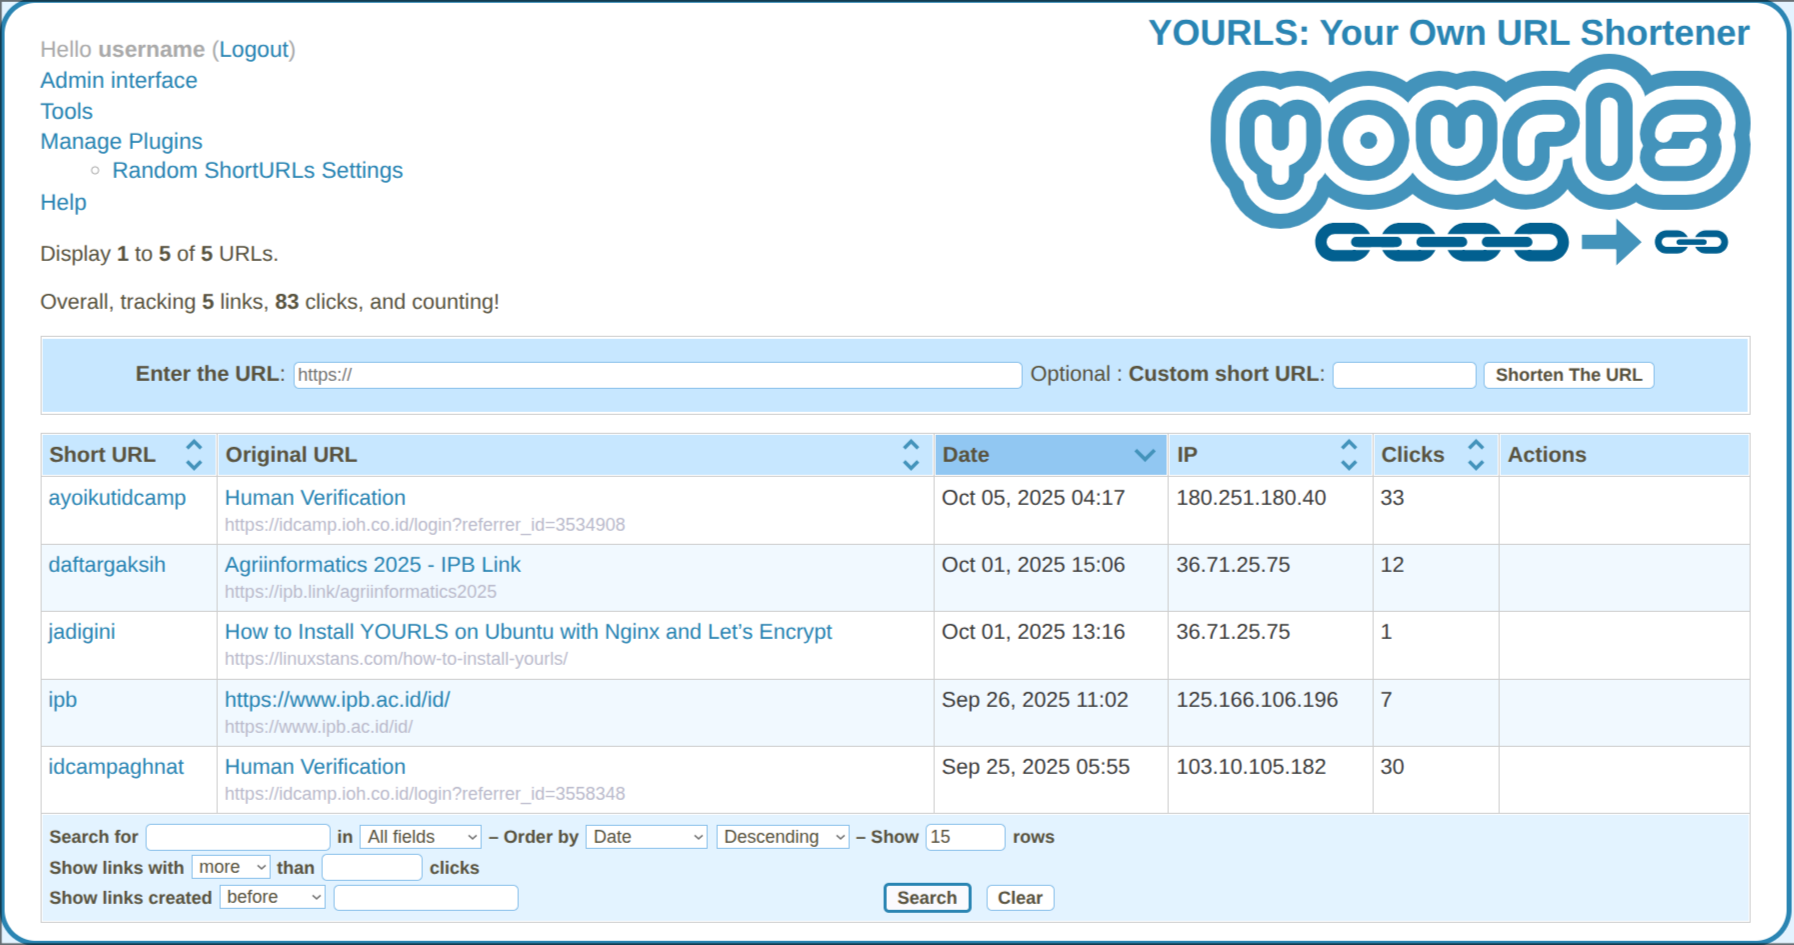 YOURLS: Your Own URL Shortener
yourls
Hello username (Logout)
Admin interface
Tools
Manage Plugins
Random ShortURLs Settings
Help
Display 1 to 5 of 5 URLs.
Overall, tracking 5 links, 83 clicks, and counting!
Enter the URL: https:// Optional : Custom short URL: Shorten The URL
Short URL Original URL Date IP Clicks Actions
ayoikutidcamp Human Verification Oct 05, 2025 04:17 180.251.180.40 33
https://idcamp.ioh.co.id/login?referrer_id=3534908
daftargaksih Agriinformatics 2025 - IPB Link Oct 01, 2025 15:06 36.71.25.75 12
https://ipb.link/agriinformatics2025
jadigini How to Install YOURLS on Ubuntu with Nginx and Let’s Encrypt Oct 01, 2025 13:16 36.71.25.75 1
https://linuxstans.com/how-to-install-yourls/
ipb https://www.ipb.ac.id/id/ Sep 26, 2025 11:02 125.166.106.196 7
https://www.ipb.ac.id/id/
idcampaghnat Human Verification Sep 25, 2025 05:55 103.10.105.182 30
https://idcamp.ioh.co.id/login?referrer_id=3558348
Search for in All fields – Order by Date Descending – Show 15 rows
Show links with more than clicks
Show links created before Search Clear